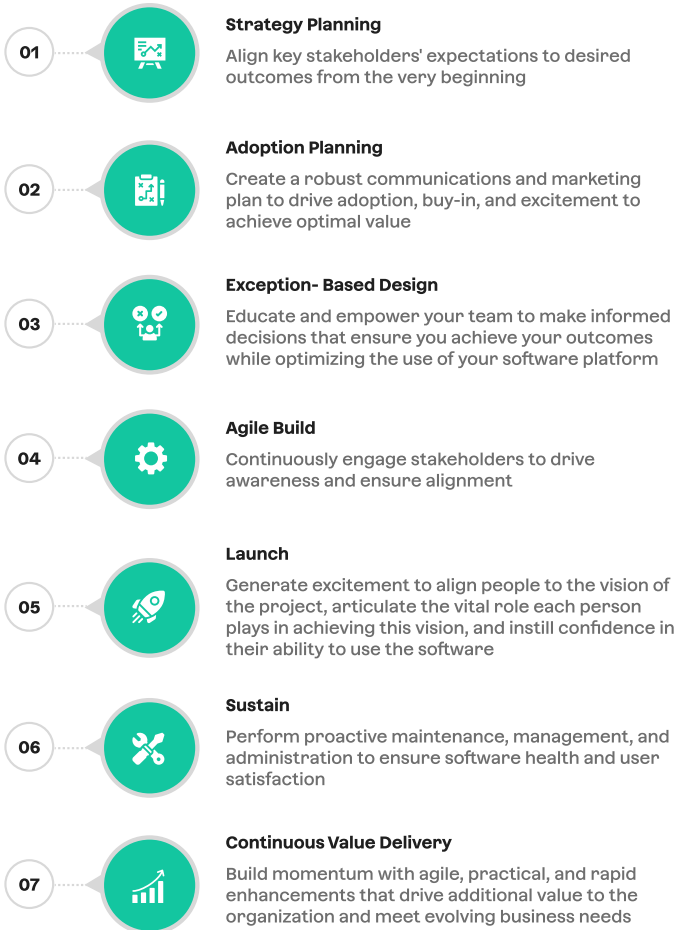 01
Strategy Planning
Align key stakeholders' expectations to desired
outcomes from the very beginning
02
Adoption Planning
Create a robust communications and marketing
plan to drive adoption, buy-in, and excitement to
achieve optimal value
03
Exception- Based Design
Educate and empower your team to make informed
decisions that ensure you achieve your outcomes
while optimizing the use of your software platform
04
Agile Build
Continuously engage stakeholders to drive
awareness and ensure alignment
05
Launch
Generate excitement to align people to the vision of
the project, articulate the vital role each person
plays in achieving this vision, and instill confidence in
their ability to use the software
06
Sustain
Perform proactive maintenance, management, and
administration to ensure software health and user
satisfaction
07
Continuous Value Delivery
Build momentum with agile, practical, and rapid
enhancements that drive additional value to the
organization and meet evolving business needs